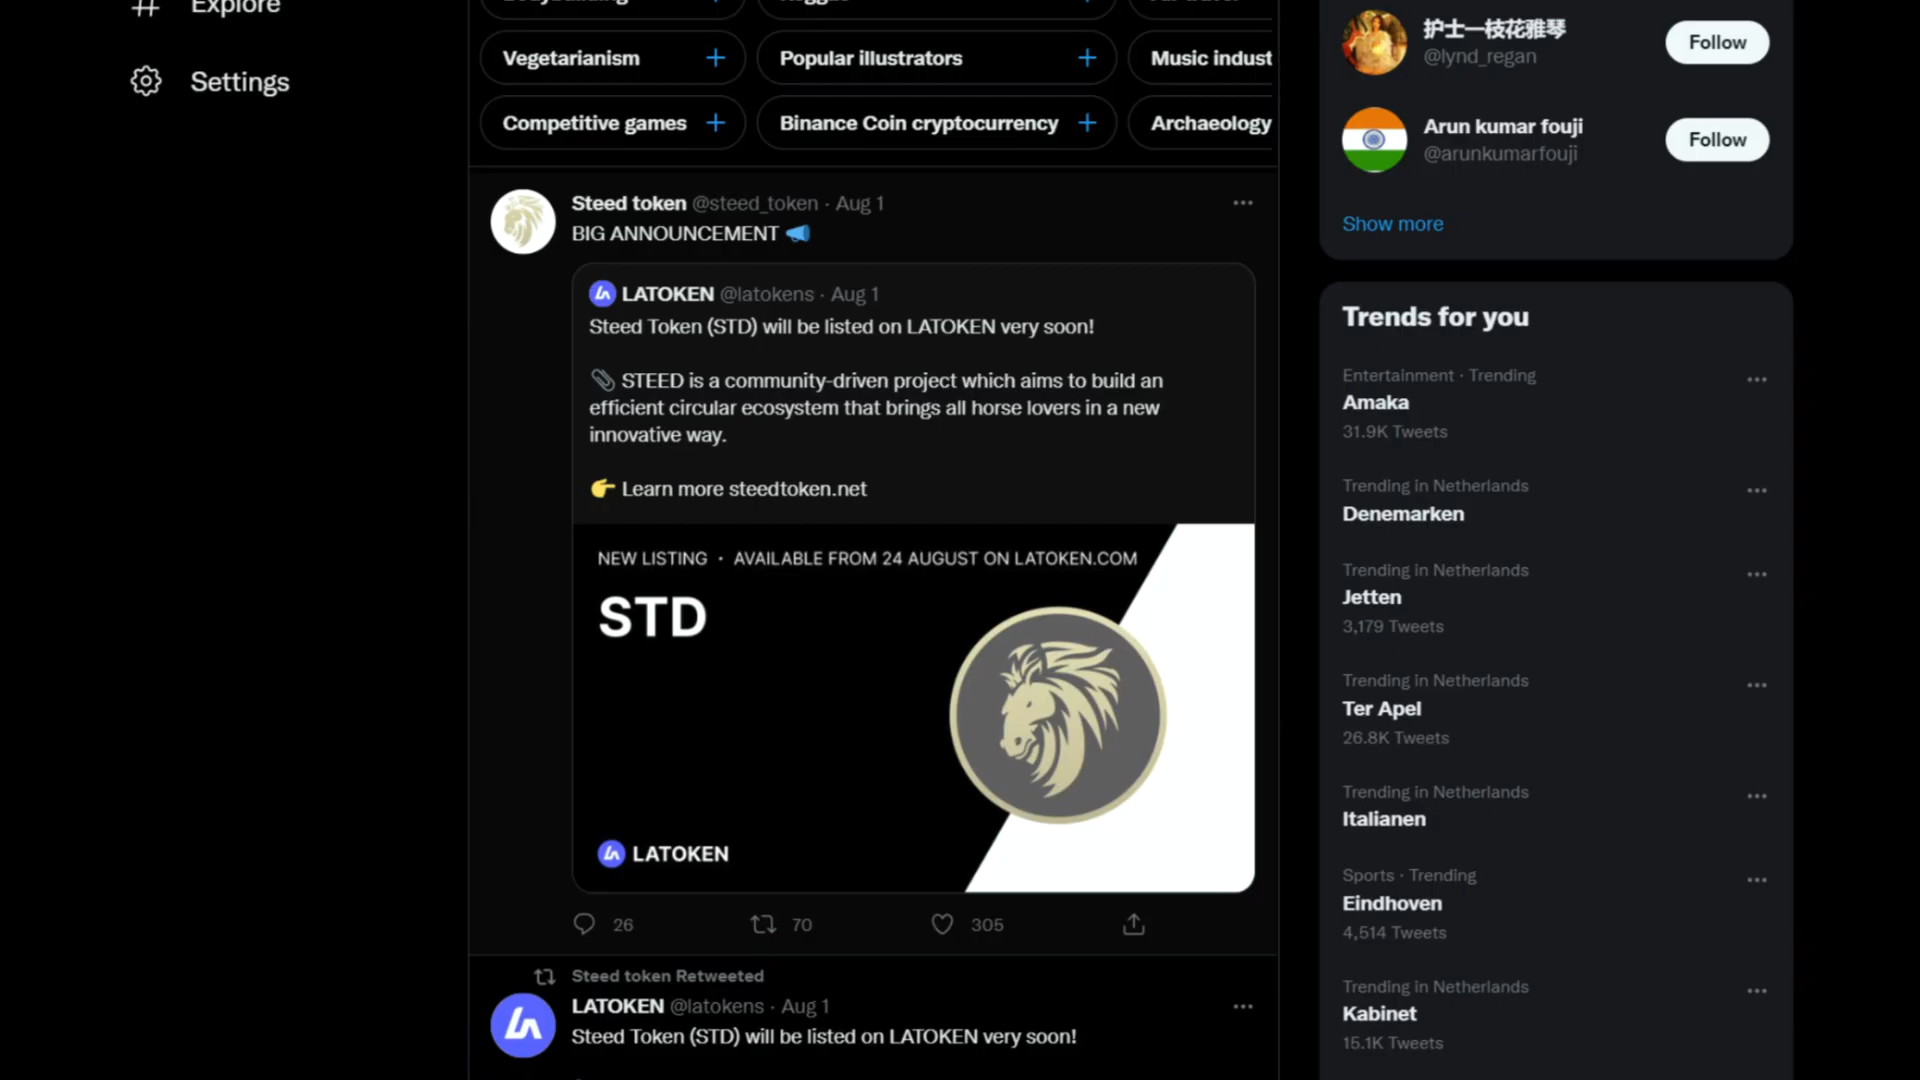 Explore
Settings
Vegetarianism
Popular illustrators
Music indust
Competitive games
Binance Coin cryptocurrency
Archaeology
Steed token @steed_token · Aug 1
BIG ANNOUNCEMENT
LATOKEN @latokens · Aug 1
Steed Token (STD) will be listed on LATOKEN very soon!
STEED is a community-driven project which aims to build an
efficient circular ecosystem that brings all horse lovers in a new
innovative way.
Learn more steedtoken.net
NEW LISTING · AVAILABLE FROM 24 AUGUST ON LATOKEN.COM
STD
LATOKEN
26
70
305
Steed token Retweeted
LATOKEN @latokens · Aug 1
Steed Token (STD) will be listed on LATOKEN very soon!
护士一枝花雅琴
@lynd_regan
Follow
Arun kumar fouji
@arunkumarfouji
Follow
Show more
Trends for you
Entertainment · Trending
Amaka
31.9K Tweets
Trending in Netherlands
Denemarken
Trending in Netherlands
Jetten
3,179 Tweets
Trending in Netherlands
Ter Apel
26.8K Tweets
Trending in Netherlands
Italianen
Sports · Trending
Eindhoven
4,514 Tweets
Trending in Netherlands
Kabinet
15.1K Tweets